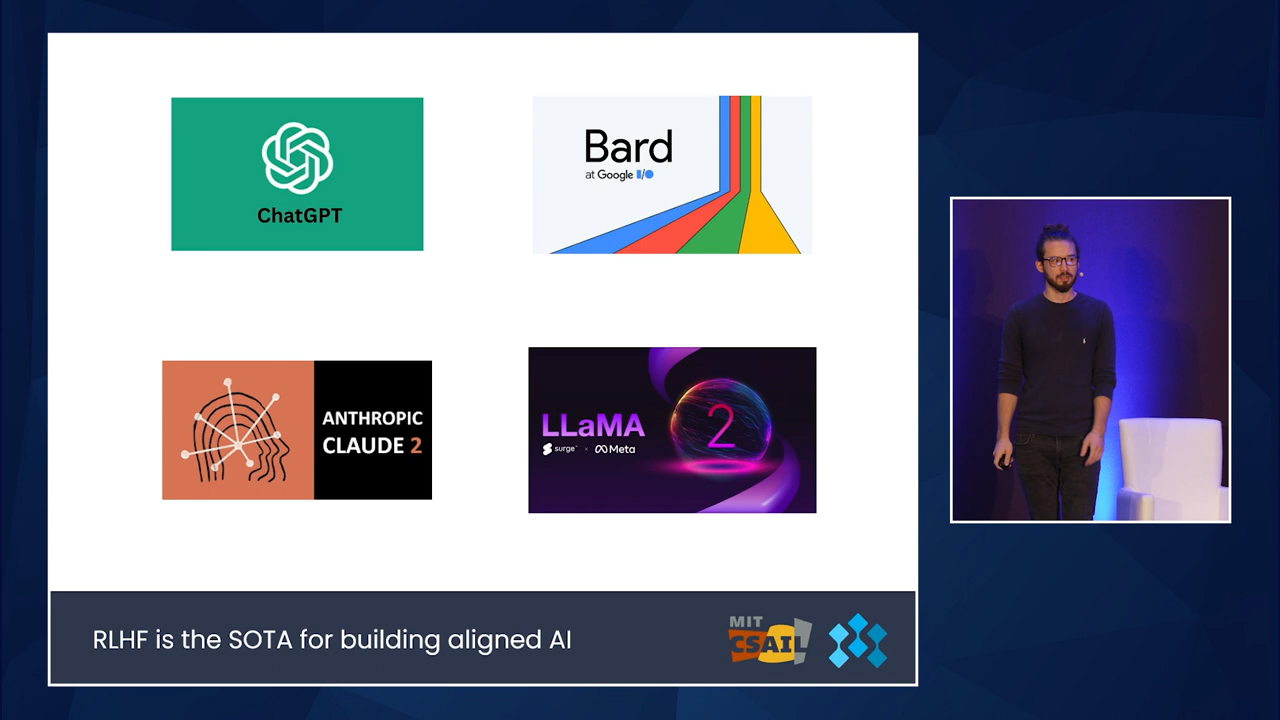 ChatGPT
Bard
at Google I/O
ANTHROPIC
CLAUDE 2
LLaMA
2
surge × Meta
RLHF is the SOTA for building aligned AI
MIT
CSAIL